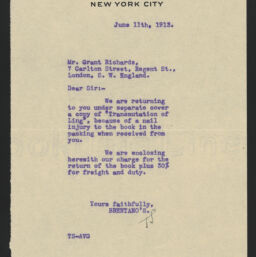 NEW YORK CITY
June 11th, 1913.
Mr. Grant Richards,
7 Carlton Street, Regent St.,
London, S. W. England.
Dear Sir:-
We are returning
to you under separate cover
a copy of "Transmutation of
Ling", because of a nail
injury to the book in the
packing when received from
you.
We are enclosing
herewith our charge for the
return of the book plus 30%
for freight and duty.
Yours faithfully,
BRENTANO'S.
TS-AVG